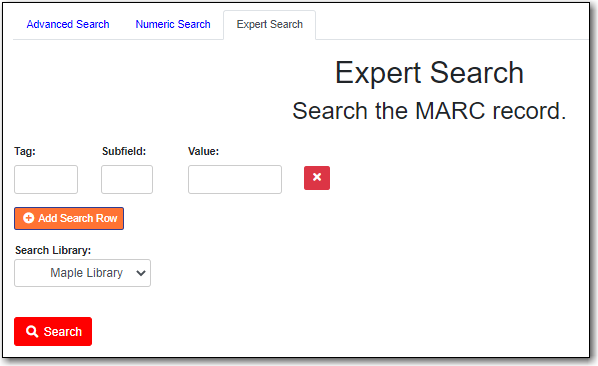 Advanced Search Numeric Search Expert Search
Expert Search
Search the MARC record.
Tag: Subfield: Value:
Add Search Row
Search Library:
Maple Library
Search